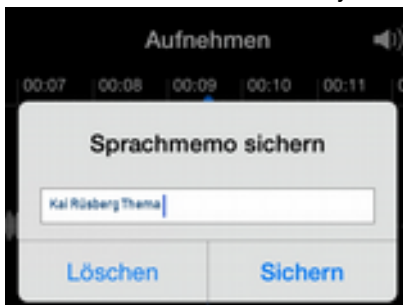 Aufnehmen
00:07 00:08 00:09 00:10 00:11
Sprachmemo sichern
Kai Rüsberg Thema
Löschen Sichern